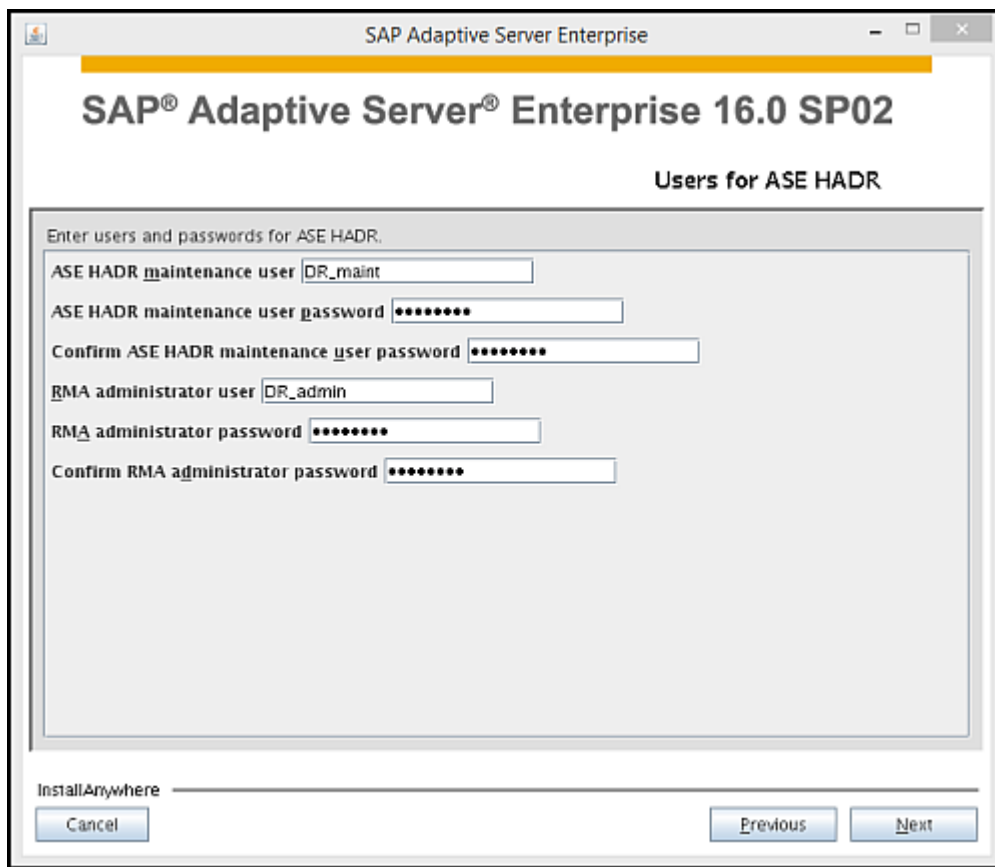 SAP Adaptive Server Enterprise
SAP® Adaptive Server® Enterprise 16.0 SP02
Users for ASE HADR
Enter users and passwords for ASE HADR.
ASE HADR maintenance user DR_maint
ASE HADR maintenance user password ••••••••
Confirm ASE HADR maintenance user password ••••••••
RMA administrator user DR_admin
RMA administrator password ••••••••
Confirm RMA administrator password ••••••••
InstallAnywhere
Cancel Previous Next